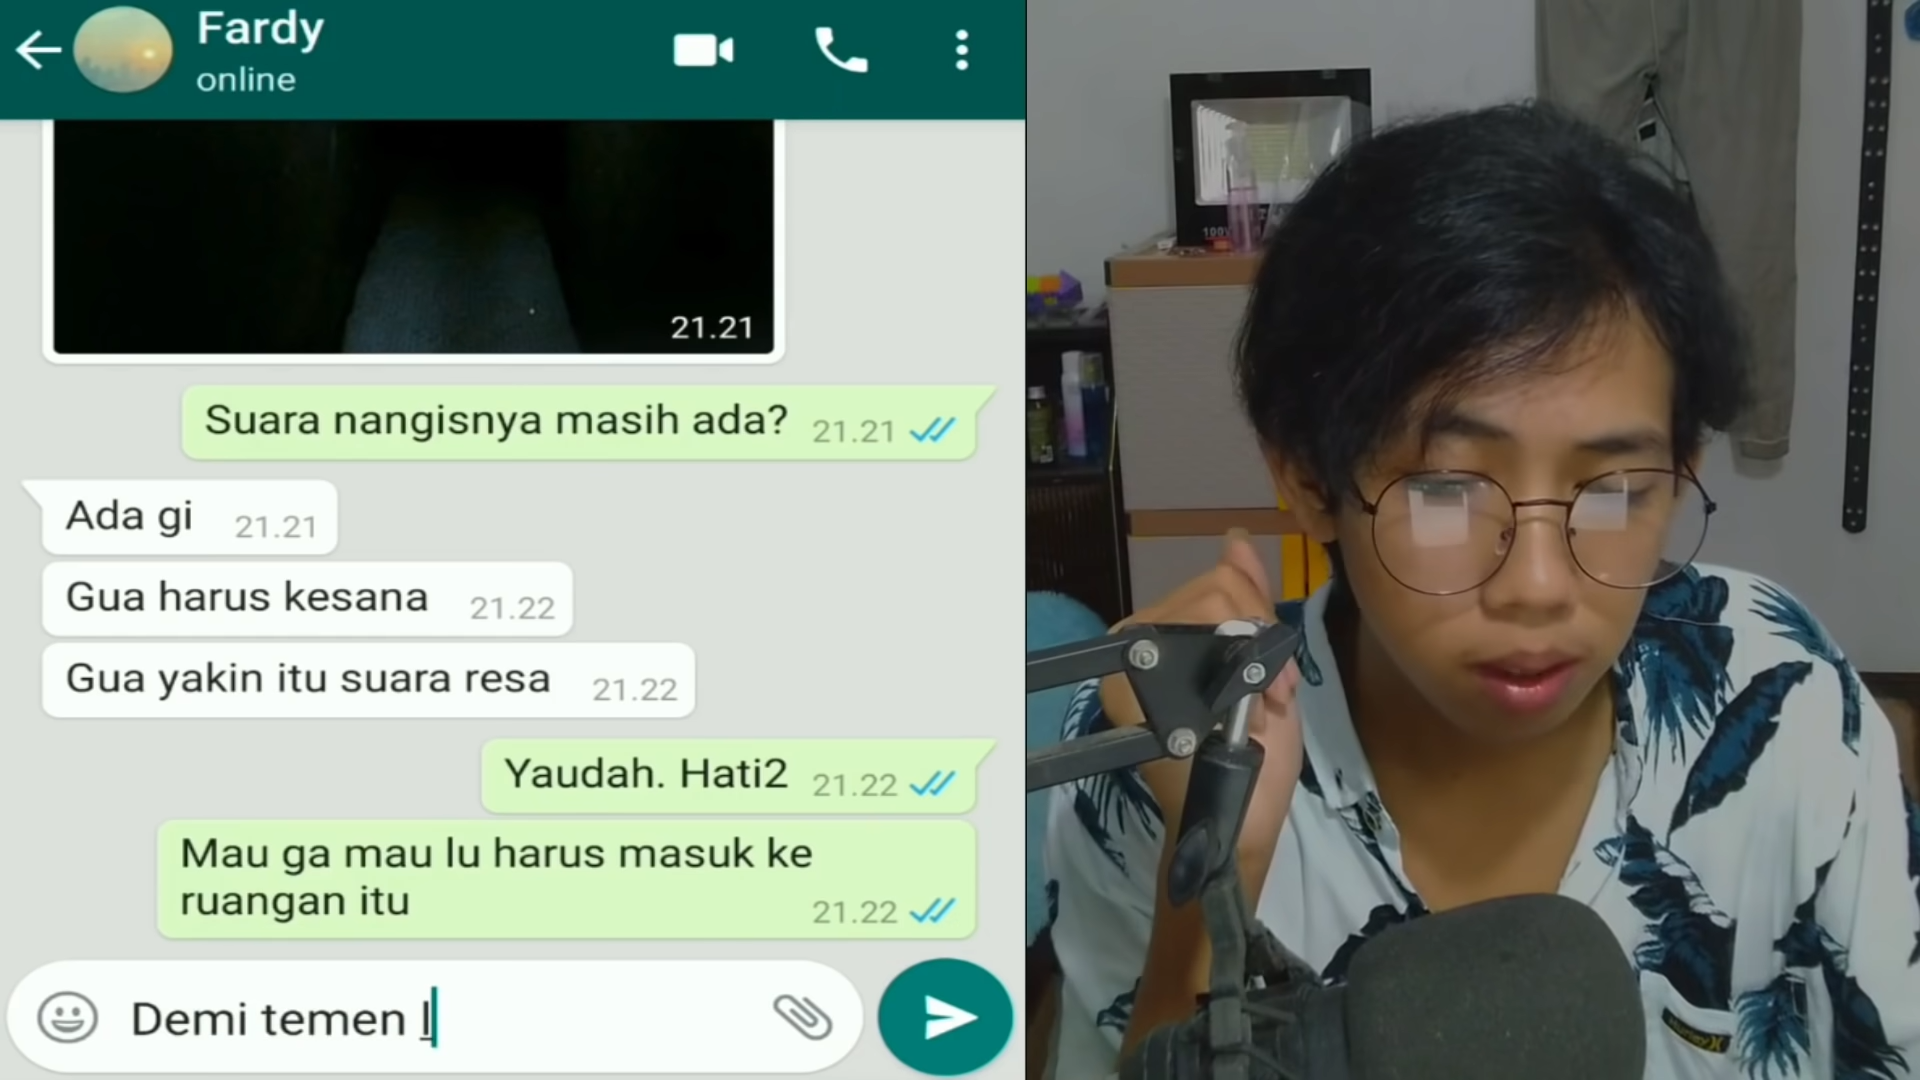 Fardy
online
21.21
Suara nangisnya masih ada? 21.21
Ada gi 21.21
Gua harus kesana 21.22
Gua yakin itu suara resa 21.22
Yaudah. Hati2 21.22
Mau ga mau lu harus masuk ke
ruangan itu 21.22
Demi temen l